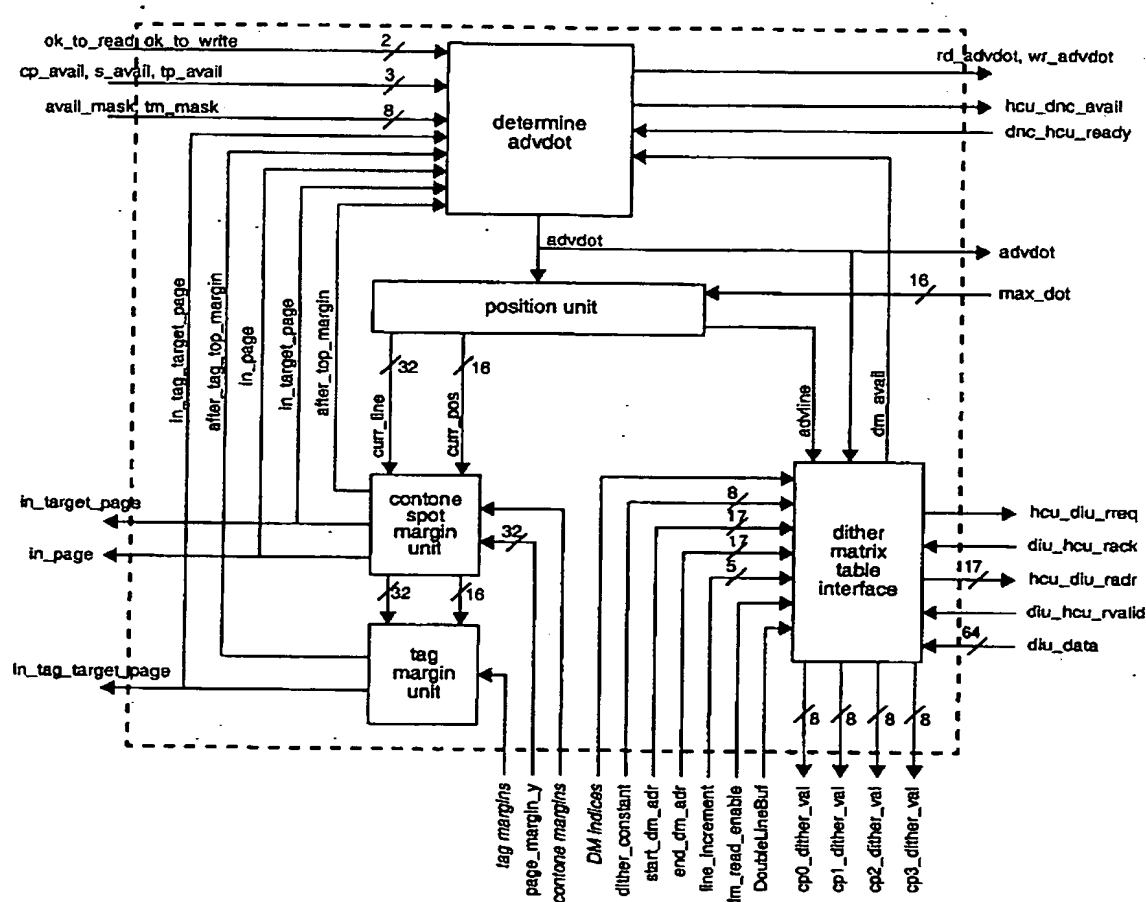 ok_to_read, ok_to_write
2
cp_avail, s_avail, tp_avail
3
avail_mask, tm_mask
8
determine
advdot
rd_advdot, wr_advdot
hcu_dnc_avail
dnc_hcu_ready
advdot
advdot
position unit
16
max_dot
in_tag_target_page
after_tag_top_margin
in_page
in_target_page
after_top_margin
32
16
curr_line
curr_pos
advline
dm_avail
in_target_page
in_page
contone
spot
margin
unit
32
32
16
tag
margin
unit
in_tag_target_page
8
17
17
5
dither
matrix
table
interface
hcu_diu_rreq
diu_hcu_rack
17
hcu_diu_radr
diu_hcu_rvalid
64
diu_data
8
8
8
8
tag margins
page_margin_y
contone margins
DM indices
dither_constant
start_dm_adr
end_dm_adr
line_increment
DoubleLineBuf
cp0_dither_val
cp1_dither_val
cp2_dither_val
cp3_dither_val